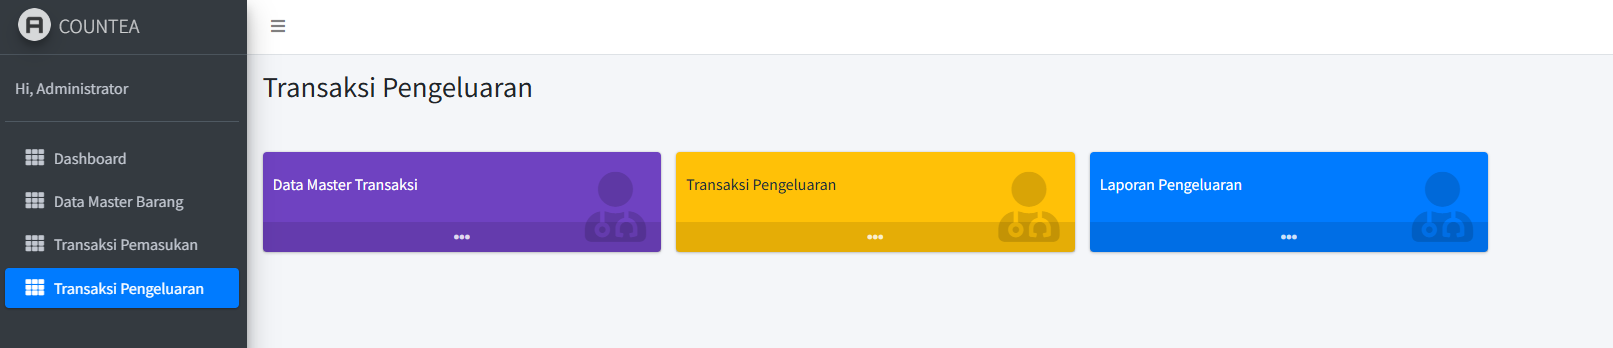 COUNTEA
Hi, Administrator
Dashboard
Data Master Barang
Transaksi Pemasukan
Transaksi Pengeluaran
Transaksi Pengeluaran
Data Master Transaksi
Transaksi Pengeluaran
Laporan Pengeluaran